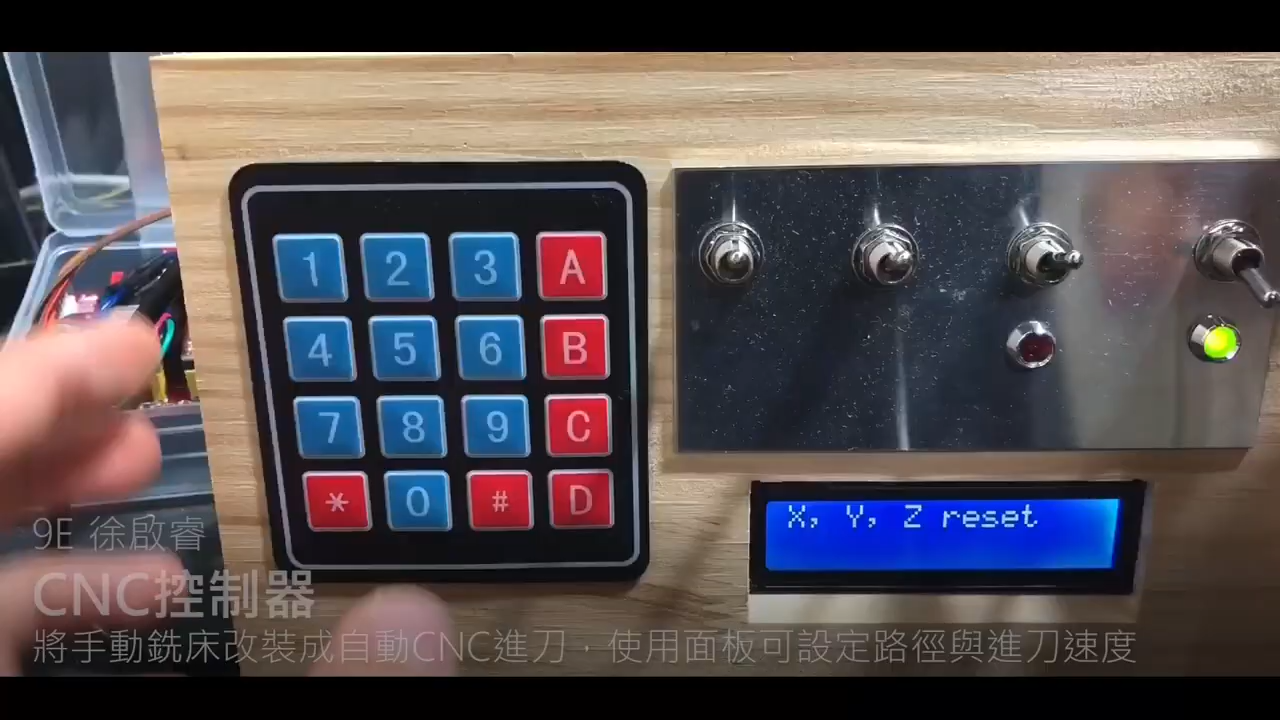 1 2 3 A
4 5 6 B
7 8 9 C
* 0 # D
X, Y, Z reset
9E 徐啟睿
CNC控制器
將手動銑床改裝成自動CNC進刀，使用面板可設定路徑與進刀速度